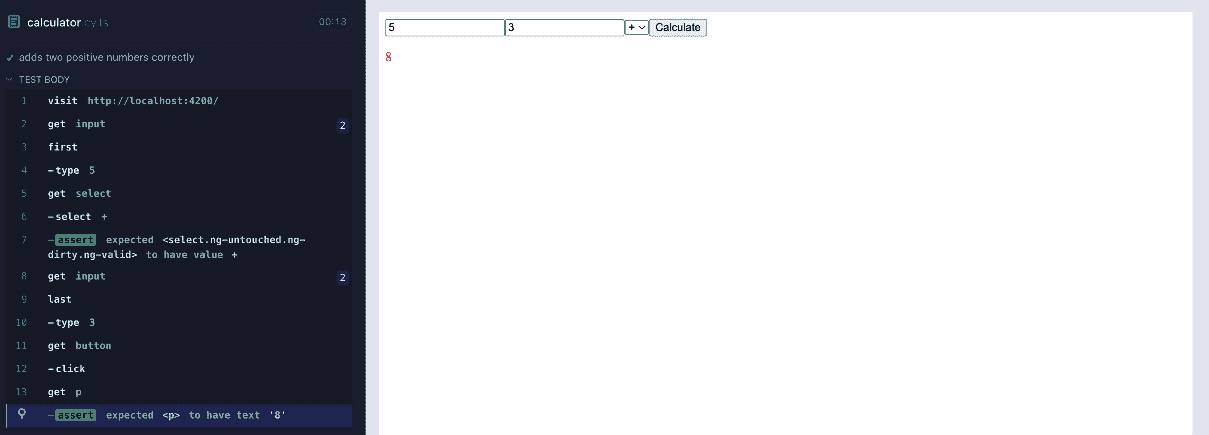 calculator.cy.ts 00:13
adds two positive numbers correctly
TEST BODY
1 visit http://localhost:4200/
2 get input 2
3 first
4 -type 5
5 get select
6 -select +
7 -assert expected <select.ng-untouched.ng-
dirty.ng-valid> to have value +
8 get input 2
9 last
10 -type 3
11 get button
12 -click
13 get p
-assert expected <p> to have text '8'
5 3 + Calculate
8